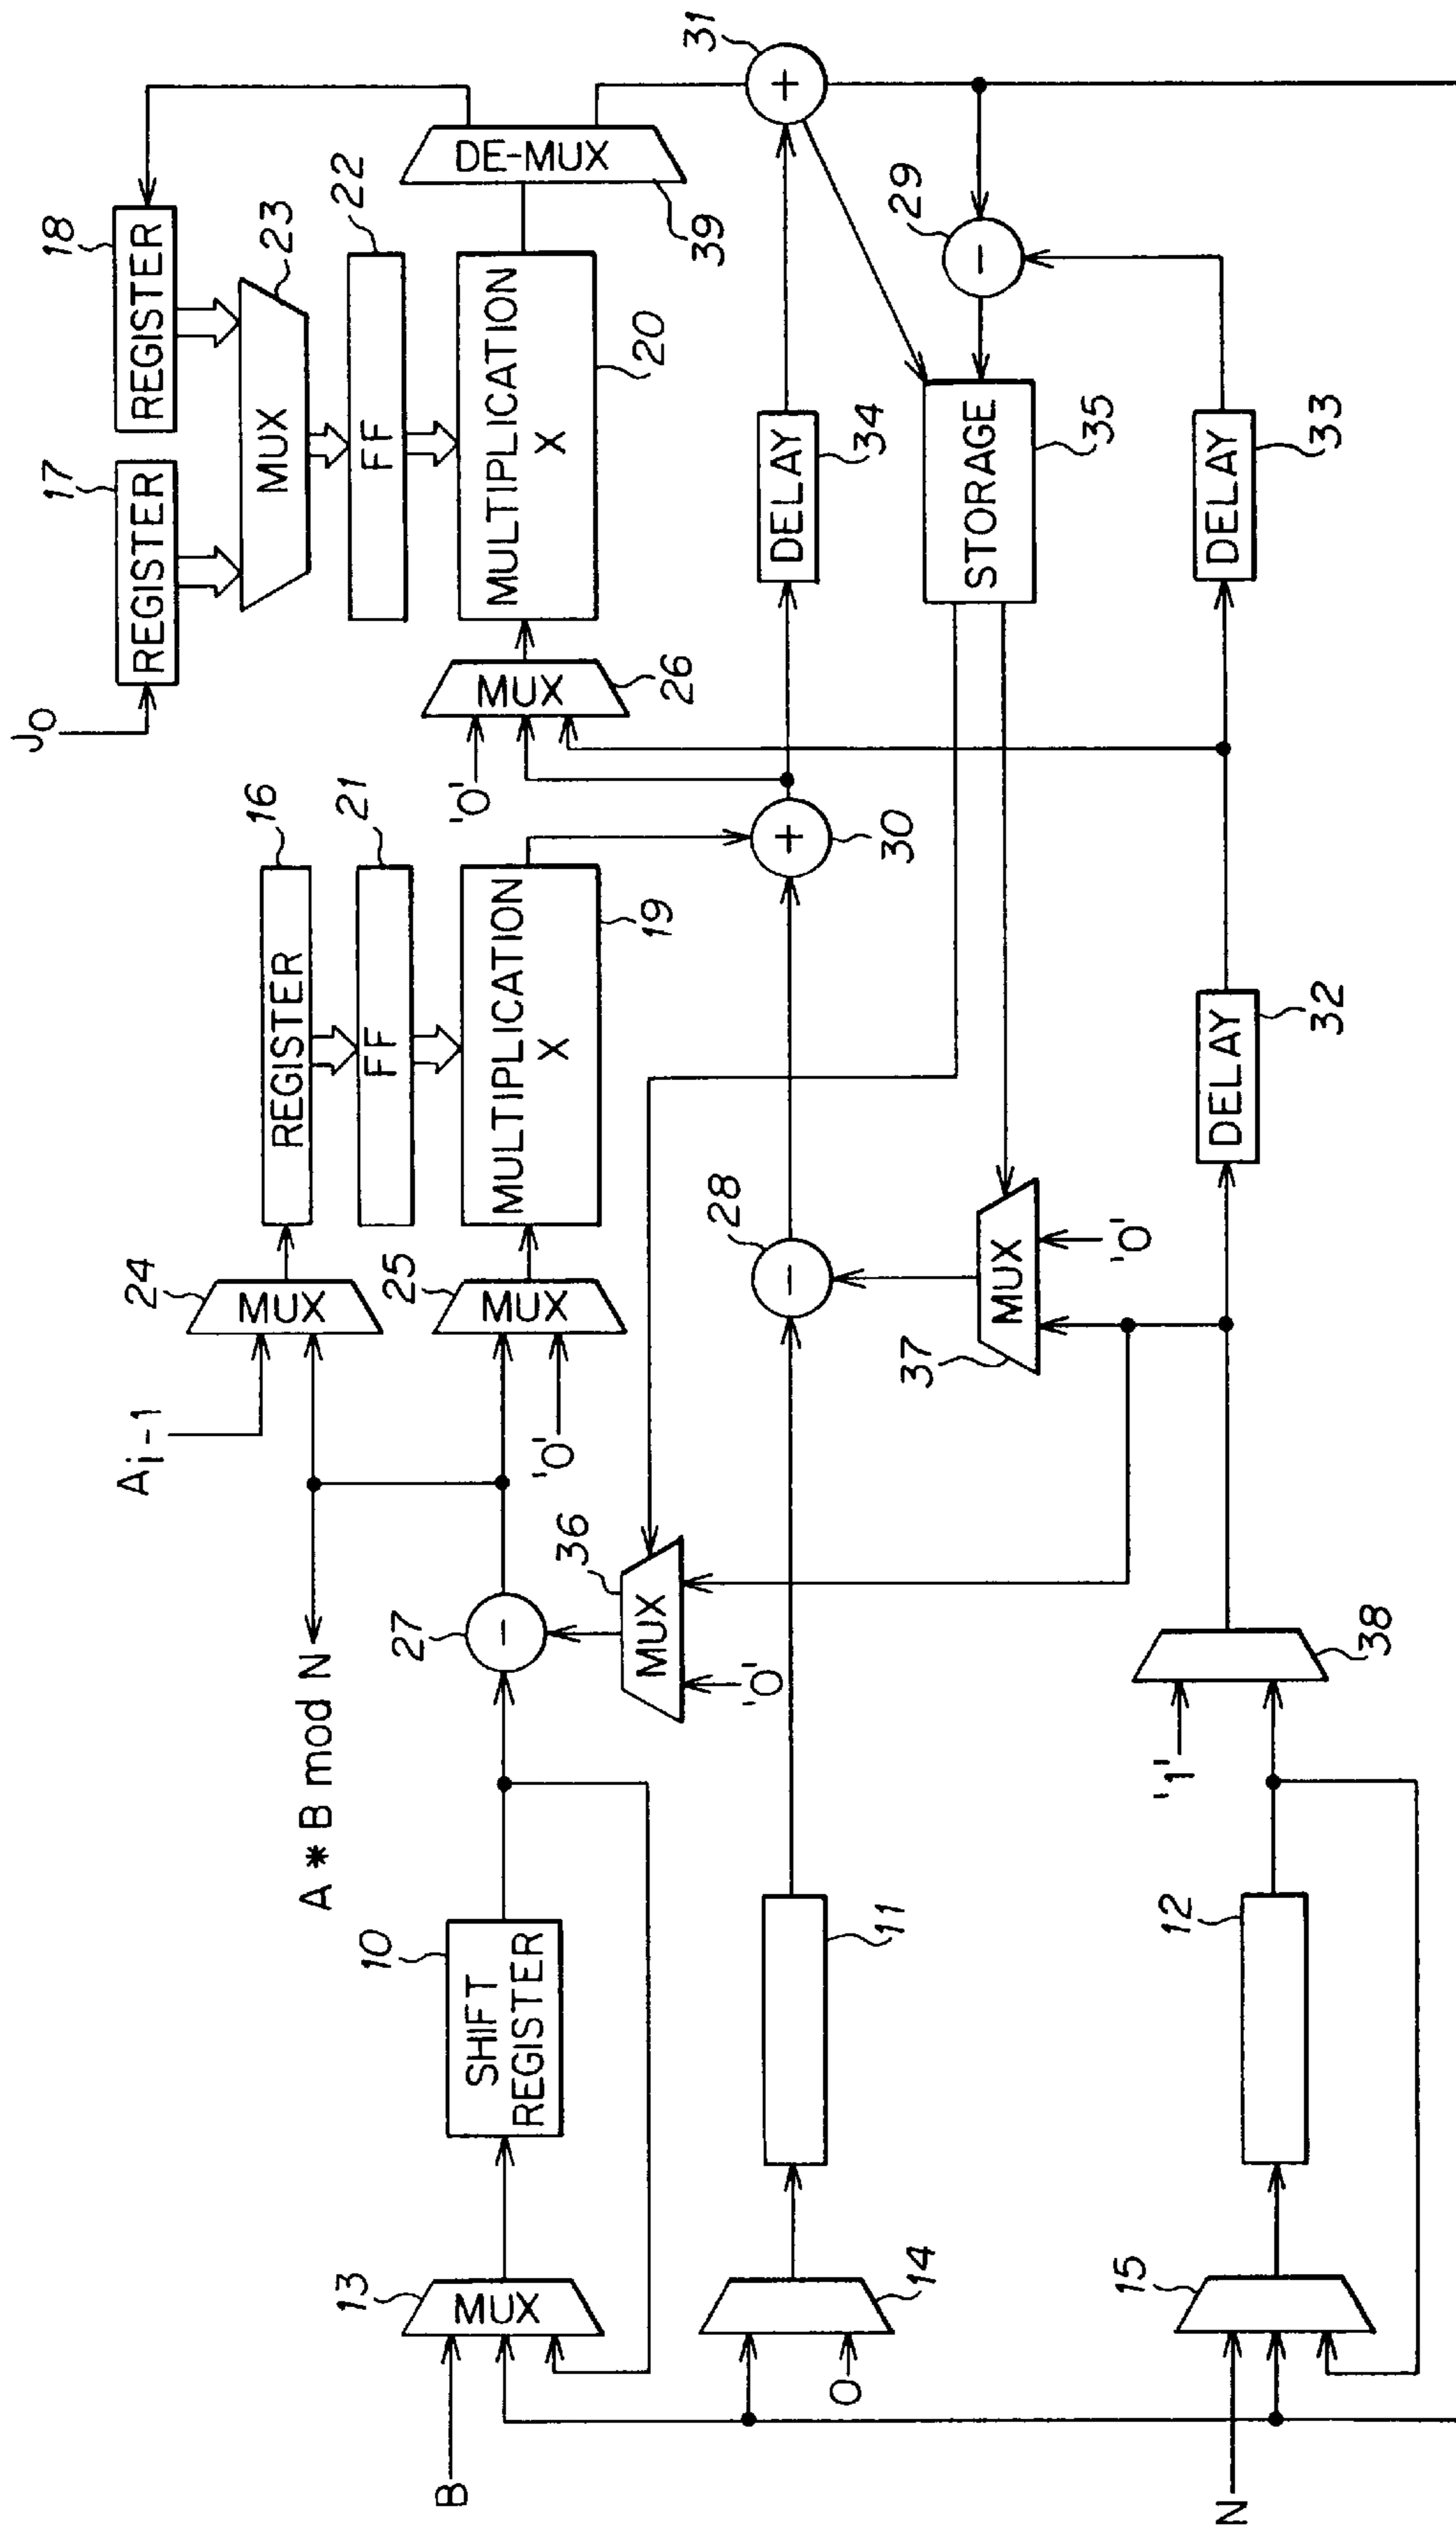 J0
17
REGISTER
18
REGISTER
MUX
23
22
FF
MULTIPLICATION
X
20
DE-MUX
39
31
+
Ai-1
24
MUX
16
REGISTER
21
FF
MULTIPLICATION
X
19
25
MUX
'0'
'0'
MUX
26
A * B mod N
B
13
MUX
10
SHIFT
REGISTER
27
-
36
MUX
'0'
28
-
+
30
DELAY
34
29
-
STORAGE
35
37
MUX
'0'
0
14
11
N
15
12
'1'
38
DELAY
32
DELAY
33